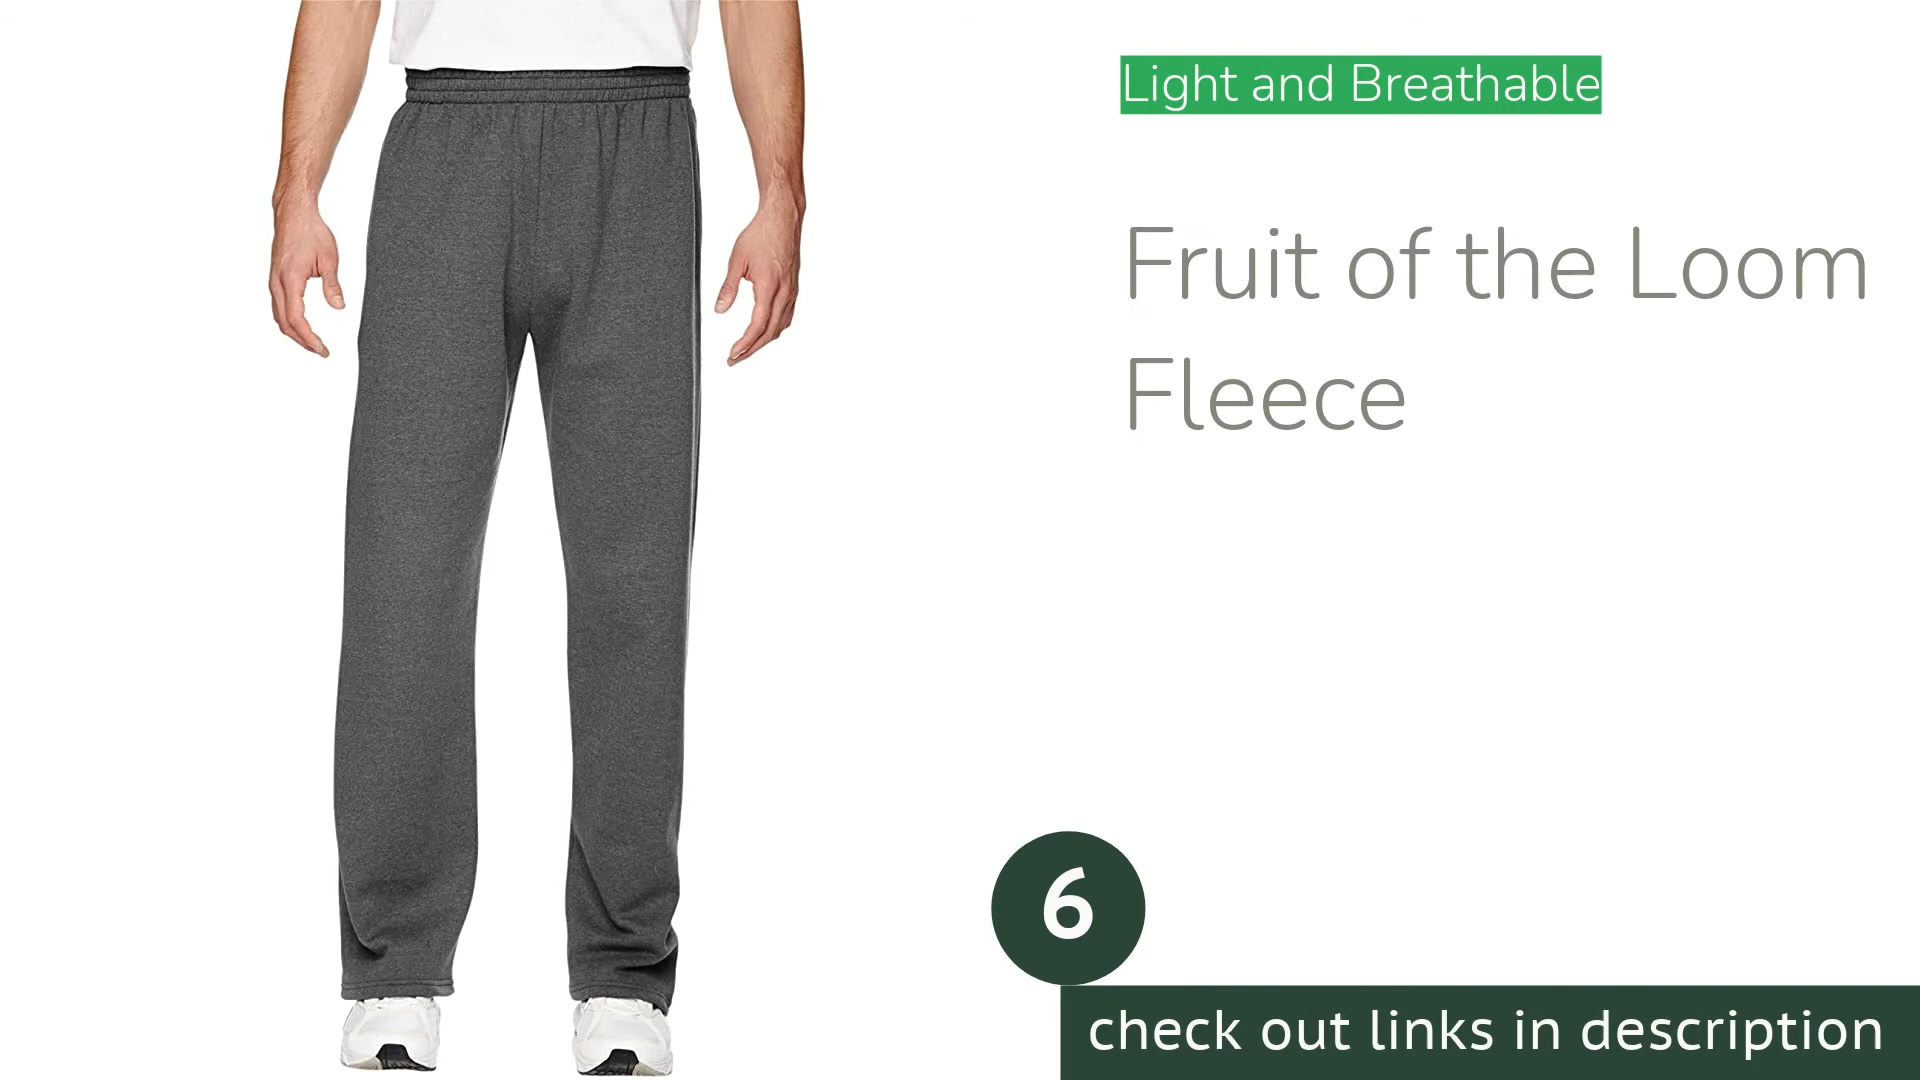 Light and Breathable
Fruit of the Loom
Fleece
6
check out links in description